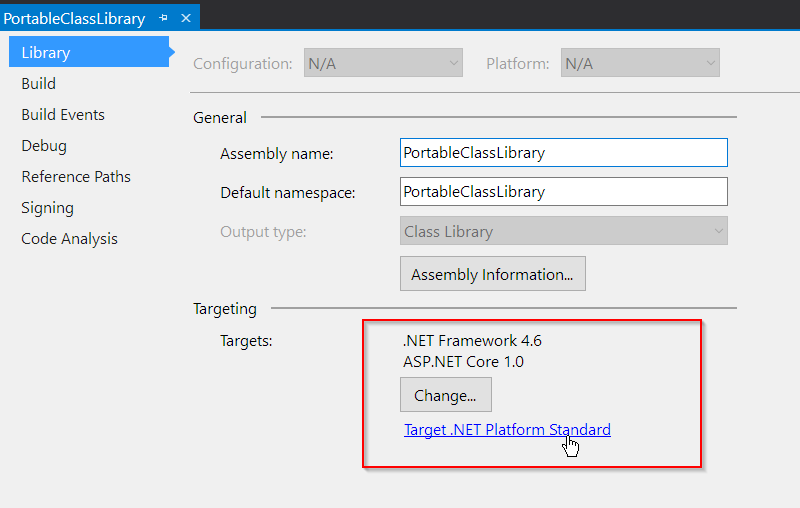 PortableClassLibrary
Library
Build
Build Events
Debug
Reference Paths
Signing
Code Analysis
Configuration: N/A Platform: N/A
General
Assembly name: PortableClassLibrary
Default namespace: PortableClassLibrary
Output type: Class Library
Assembly Information...
Targeting
Targets: .NET Framework 4.6
ASP.NET Core 1.0
Change...
Target .NET Platform Standard